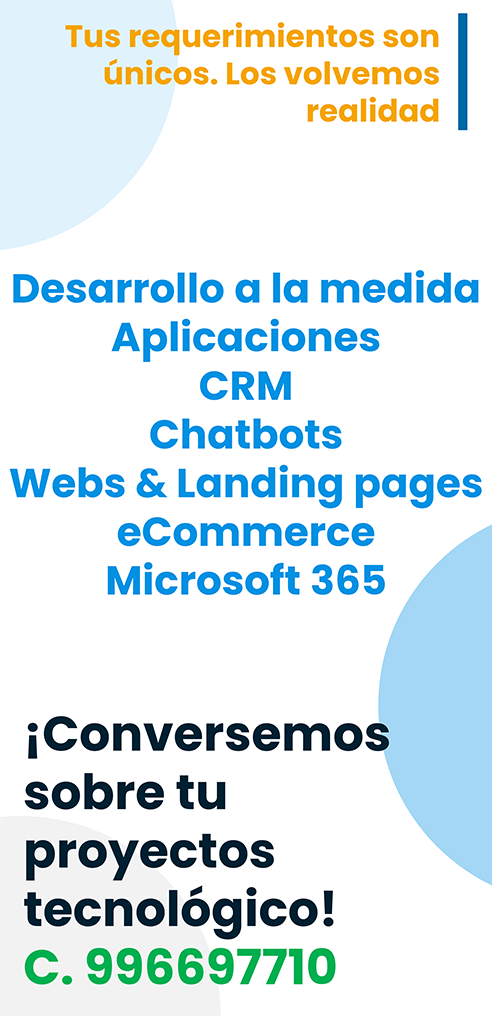 Tus requerimientos son
únicos. Los volvemos
realidad
Desarrollo a la medida
Aplicaciones
CRM
Chatbots
Webs & Landing pages
eCommerce
Microsoft 365
¡Conversemos
sobre tu
proyectos
tecnológico!
C. 996697710